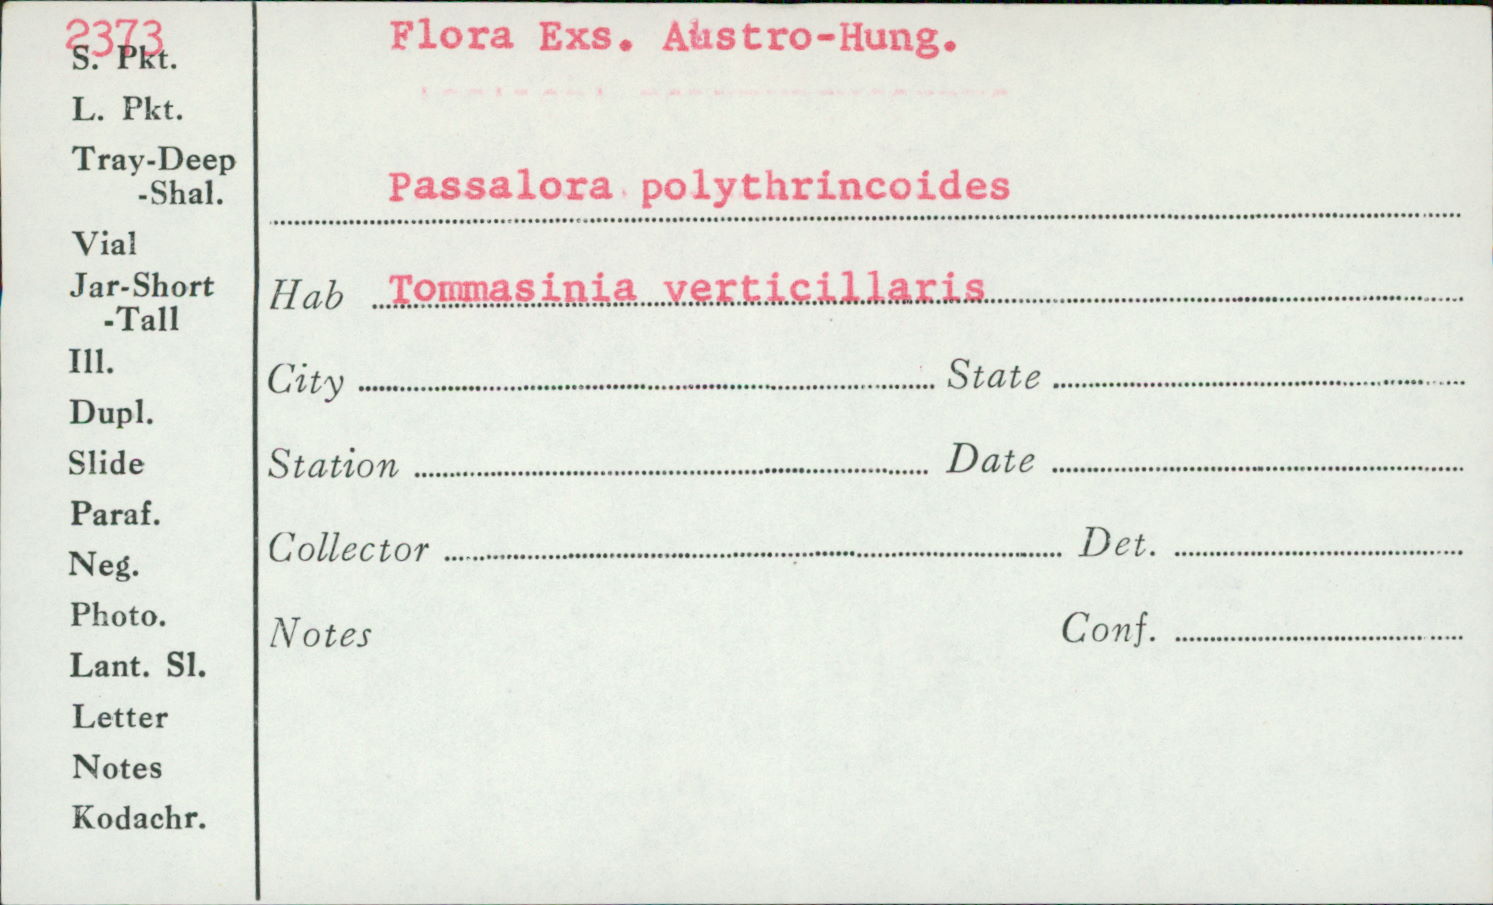 2373
S. Pkt.
L. Pkt.
Tray-Deep
-Shal.
Vial
Jar-Short
-Tall
Ill.
Dupl.
Slide
Paraf.
Neg.
Photo.
Lant. Sl.
Letter
Notes
Kodachr.
Flora Exs. Austro-Hung.
Passalora polythrincoides
Hab Tommasinia verticillaris
City State
Station Date
Collector Det.
Notes Conf.